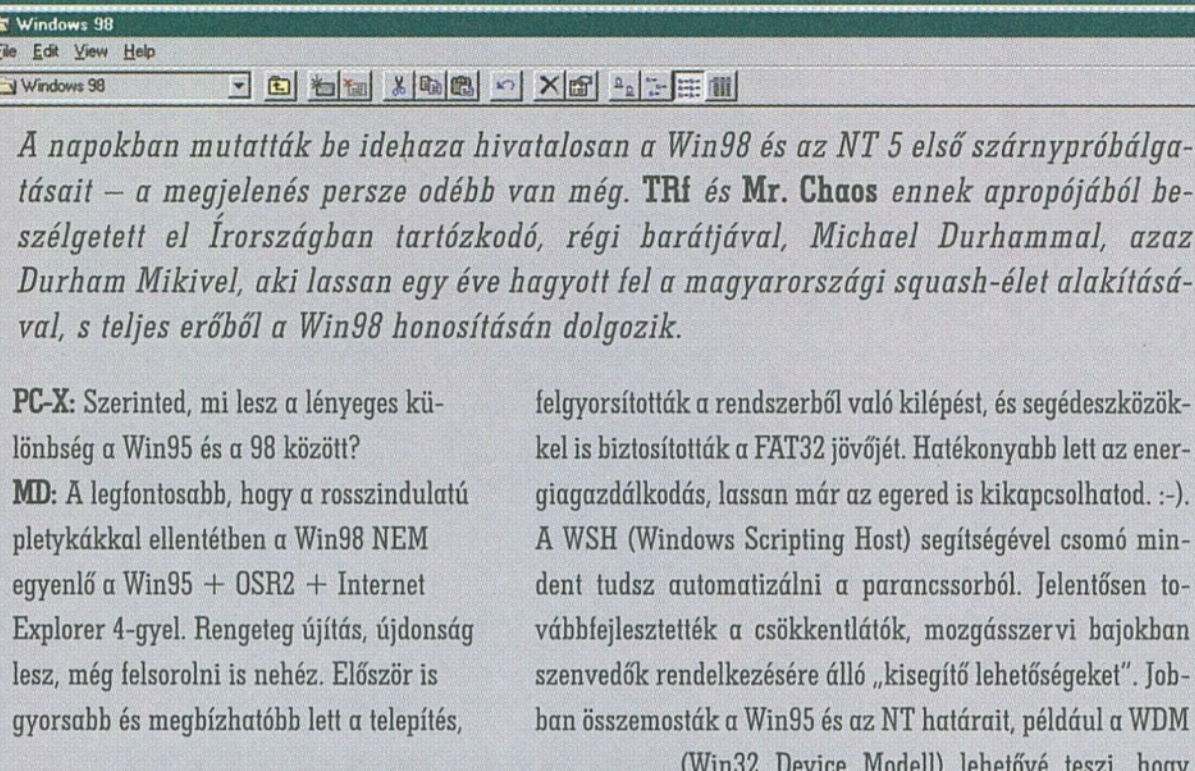 Windows 98
File Edit View Help
Windows 98
A napokban mutatták be idehaza hivatalosan a Win98 és az NT 5 első szárnypróbálga-
tásait – a megjelenés persze odébb van még. TRf és Mr. Chaos ennek apropójából be-
szélgetett el Írországban tartózkodó, régi barátjával, Michael Durhammal, azaz
Durham Mikivel, aki lassan egy éve hagyott fel a magyarországi squash-élet alakításá-
val, s teljes erőből a Win98 honosításán dolgozik.
PC-X: Szerinted, mi lesz a lényeges kü-
lönbség a Win95 és a 98 között?
MD: A legfontosabb, hogy a rosszindulatú
pletykákkal ellentétben a Win98 NEM
egyenlő a Win95 + OSR2 + Internet
Explorer 4-gyel. Rengeteg újítás, újdonság
lesz, még felsorolni is nehéz. Először is
gyorsabb és megbízhatóbb lett a telepítés,
felgyorsították a rendszerből való kilépést, és segédeszközök-
kel is biztosították a FAT32 jövőjét. Hatékonyabb lett az ener-
giagazdálkodás, lassan már az egered is kikapcsolhatod. :-).
A WSH (Windows Scripting Host) segítségével csomó min-
dent tudsz automatizálni a parancssorból. Jelentősen to-
vábbfejlesztették a csökkentlátók, mozgásszervi bajokban
szenvedők rendelkezésére álló „kisegítő lehetőségeket". Job-
ban összemosták a Win95 és az NT határait, például a WDM
(Win32 Device Modell) lehetővé teszi, hogy